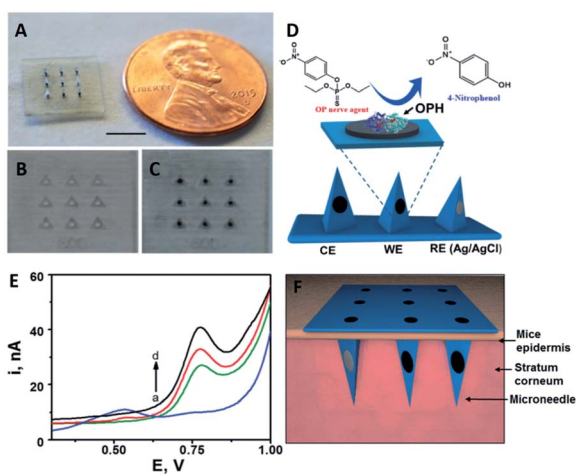 A
LIBERTY
2015
B
C
D
O
N⁺
⁻O
O
O
P
O
S
OP nerve agent
O
N⁺
⁻O
OH
4-Nitrophenol
OPH
CE
WE
RE (Ag/AgCl)
E
60
40
20
0
i, nA
d
a
0.50
0.75
1.00
E, V
F
Mice
epidermis
Stratum
corneum
Microneedle